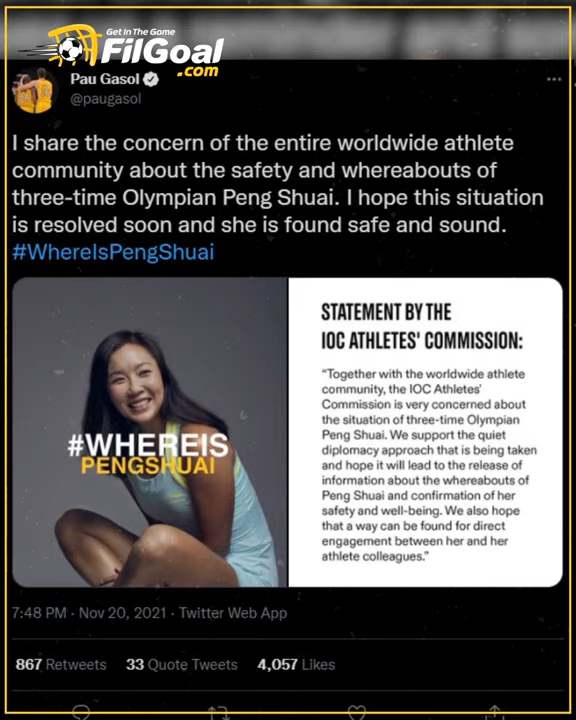 Get In The Game
FilGoal
.com
Pau Gasol
@paugasol
I share the concern of the entire worldwide athlete
community about the safety and whereabouts of
three-time Olympian Peng Shuai. I hope this situation
is resolved soon and she is found safe and sound.
#WhereIsPengShuai
#WHEREIS
PENGSHUAI
STATEMENT BY THE
IOC ATHLETES' COMMISSION:
“Together with the worldwide athlete
community, the IOC Athletes'
Commission is very concerned about
the situation of three-time Olympian
Peng Shuai. We support the quiet
diplomacy approach that is being taken
and hope it will lead to the release of
information about the whereabouts of
Peng Shuai and confirmation of her
safety and well-being. We also hope
that a way can be found for direct
engagement between her and her
athlete colleagues.”
7:48 PM · Nov 20, 2021 · Twitter Web App
867 Retweets 33 Quote Tweets 4,057 Likes